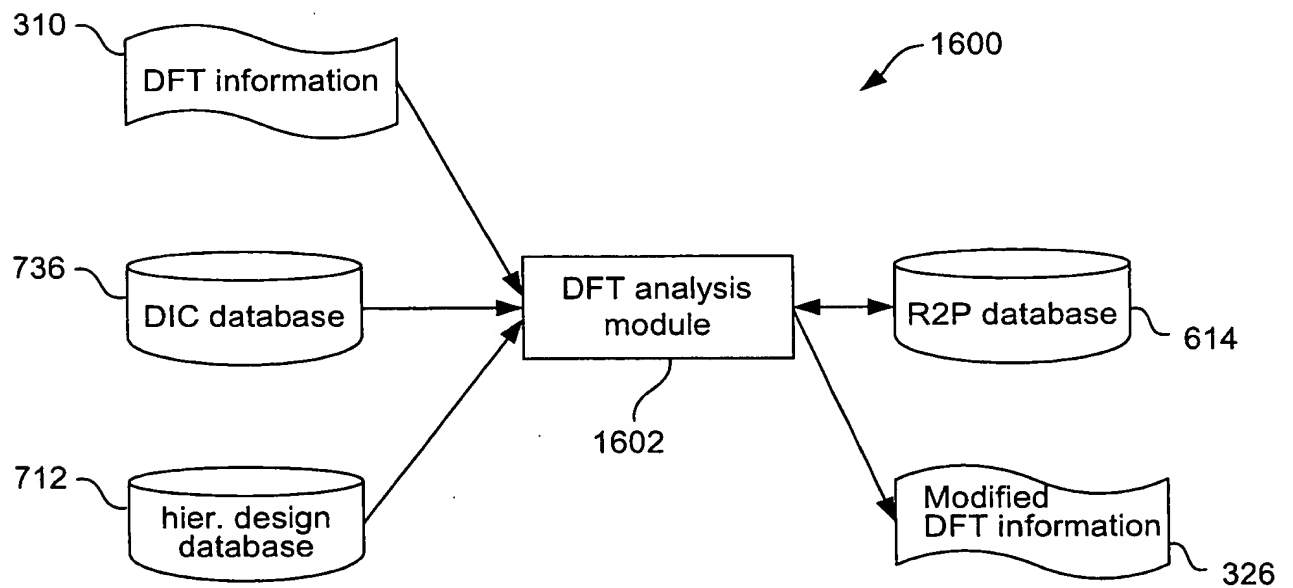 310
DFT information
1600
736
DIC database
DFT analysis
module
R2P database
614
1602
712
hier. design
database
Modified
DFT information
326